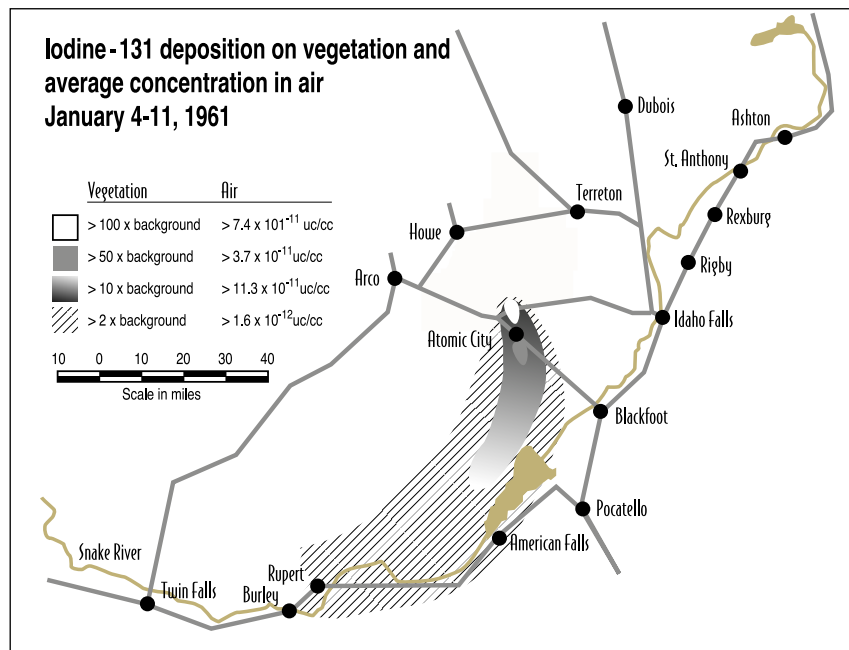 Iodine-131 deposition on vegetation and
average concentration in air
January 4-11, 1961
Vegetation Air
> 100 x background > 7.4 x 101⁻¹¹ uc/cc
> 50 x background > 3.7 x 10⁻¹¹uc/cc
> 10 x background > 11.3 x 10⁻¹¹uc/cc
> 2 x background > 1.6 x 10⁻¹²uc/cc
10 0 10 20 30 40
Scale in miles
Dubois
Ashton
St. Anthony
Terreton
Rexburg
Howe
Rigby
Arco
Idaho Falls
Atomic City
Blackfoot
Pocatello
American Falls
Snake River
Rupert
Twin Falls
Burley